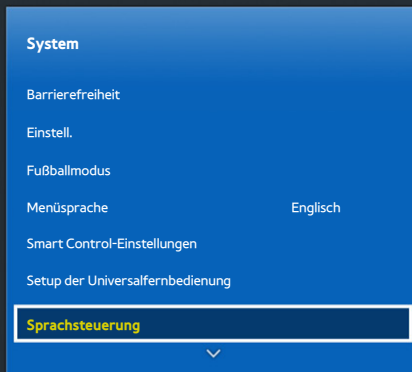 System
Barrierefreiheit
Einstell.
Fußballmodus
Menüsprache Englisch
Smart Control-Einstellungen
Setup der Universalfernbedienung
Sprachsteuerung